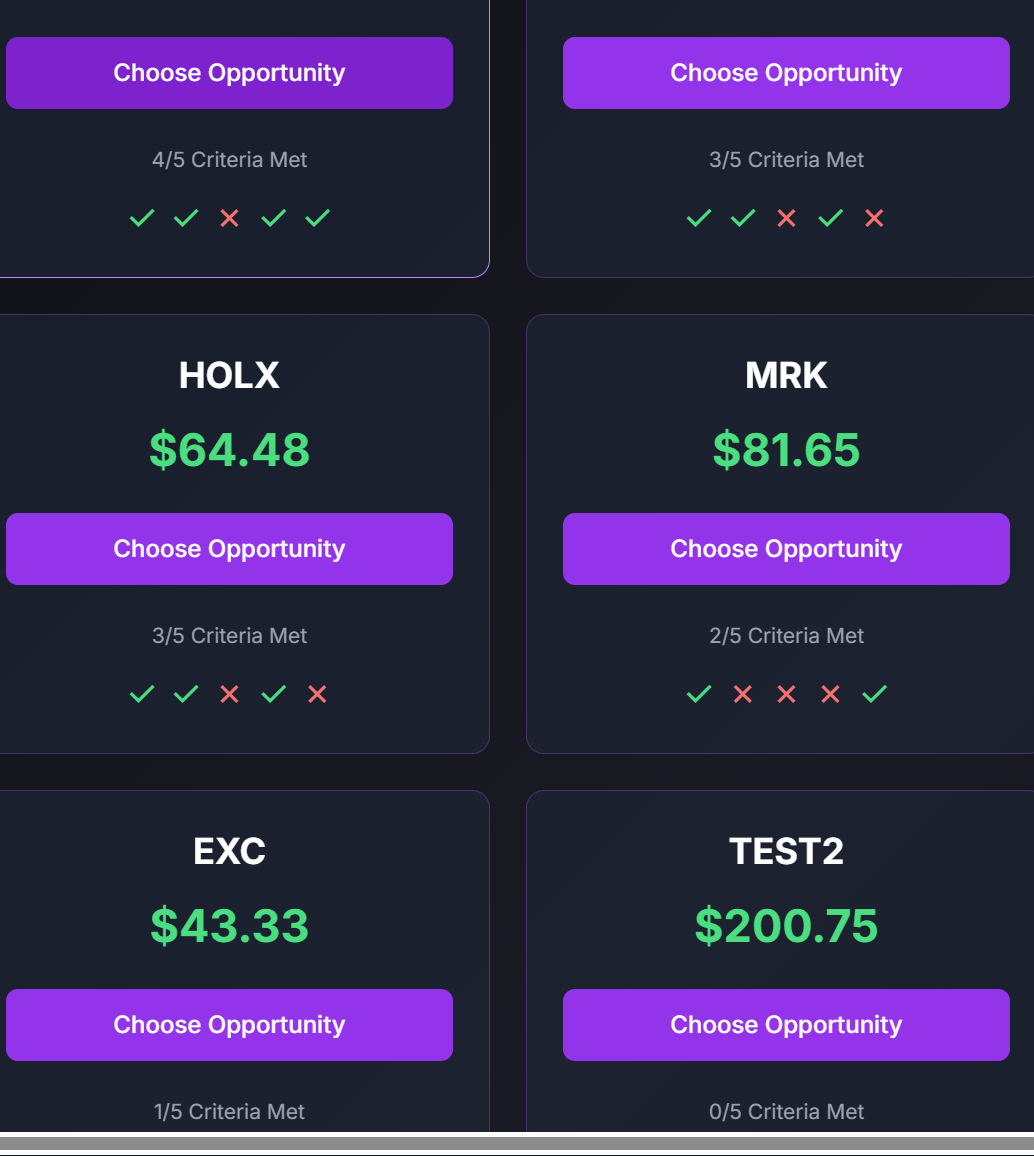 Choose Opportunity
Choose Opportunity
4/5 Criteria Met
3/5 Criteria Met
HOLX
MRK
$64.48
$81.65
Choose Opportunity
Choose Opportunity
3/5 Criteria Met
2/5 Criteria Met
EXC
TEST2
$43.33
$200.75
Choose Opportunity
Choose Opportunity
1/5 Criteria Met
0/5 Criteria Met